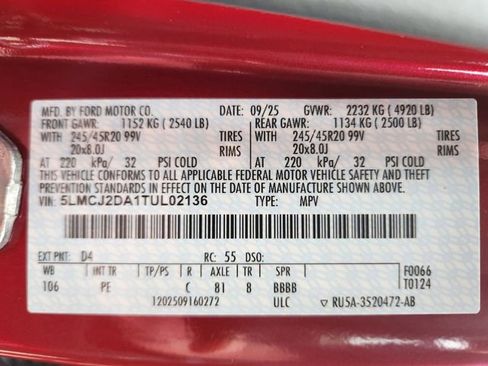 MFD. BY FORD MOTOR CO. DATE: 09/25 GVWR: 2232 KG (4920 LB)
FRONT GAWR: 1152 KG (2540 LB) REAR GAWR: 1134 KG (2500 LB)
WITH 245/45R20 99V TIRES 245/45R20 99V TIRES
20x8.0J RIMS 20x8.0J RIMS
AT 220 kPa/ 32 PSI COLD AT 220 kPa/ 32 PSI COLD
THIS VEHICLE CONFORMS TO ALL APPLICABLE FEDERAL MOTOR VEHICLE SAFETY AND THEFT
PREVENTION STANDARDS IN EFFECT ON THE DATE OF MANUFACTURE SHOWN ABOVE.
VIN: 5LMCJ2DA1TUL02136 TYPE: MPV
EXT PNT: D4 RC: 55 DSO:
WB INT TR TP/PS R AXLE TR SPR F0066
106 PE C 81 8 BBBB T0124
1202509160272 ULC ▽ RU5A-3520472-AB